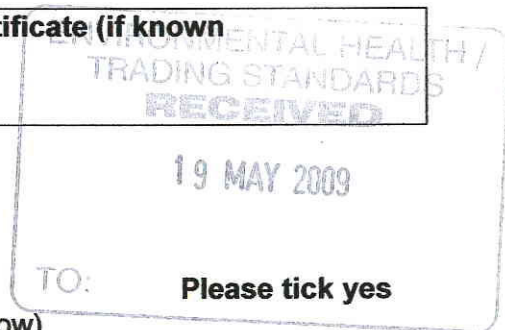 tificate (if known
ENVIRONMENTAL HEALTH /
TRADING STANDARDS
RECEIVED
19 MAY 2009
TO:
Please tick yes
ow)